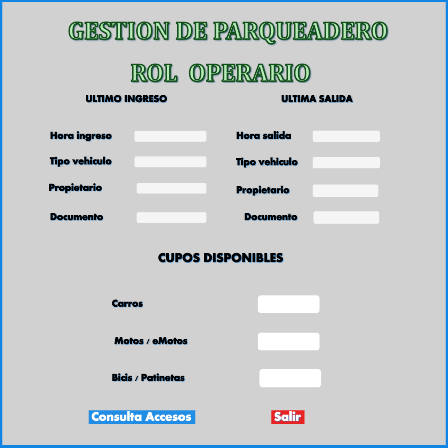 GESTION DE PARQUEADERO
ROL OPERARIO
ULTIMO INGRESO
ULTIMA SALIDA
Hora ingreso
Hora salida
Tipo vehiculo
Tipo vehiculo
Propietario
Propietario
Documento
Documento
CUPOS DISPONIBLES
Carros
Motos / eMotos
Bicis / Patinetas
Consulta Accesos
Salir